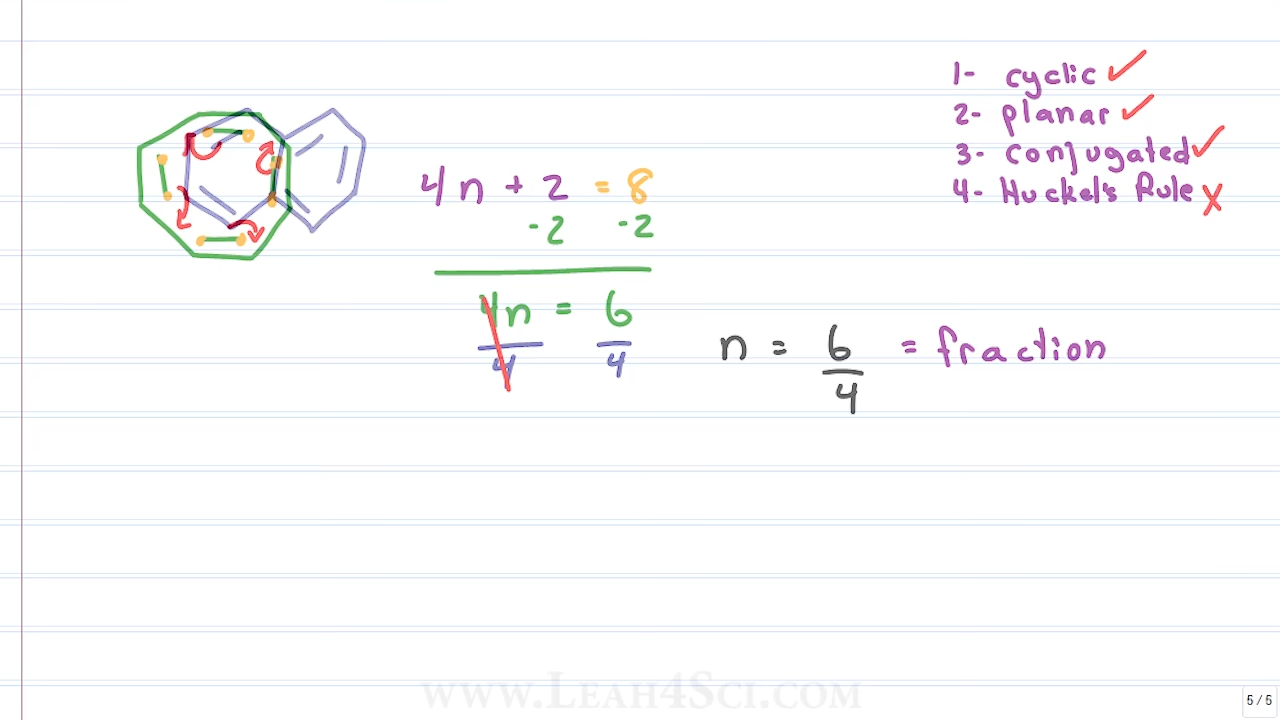 1- cyclic ✓
2- planar ✓
3- conjugated ✓
4- Huckel's Rule X
4n + 2 = 8
-2 -2
4n = 6
4 4
n = 6/4 = fraction
www.Leah4Sci.com
5 / 5